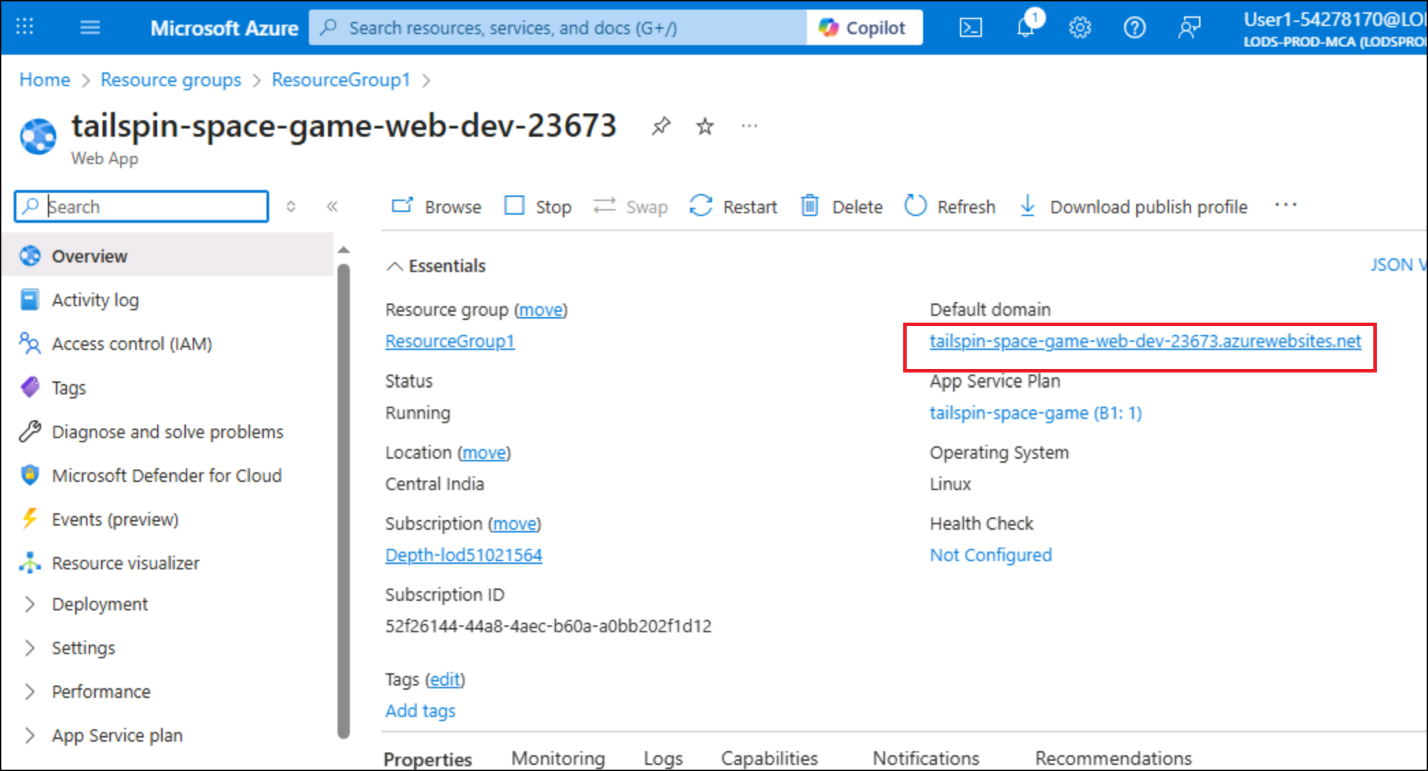 Microsoft Azure
Search resources, services, and docs (G+/)
Copilot
1
User1-54278170@LO
LODS-PROD-MCA (LODSPRO
Home > Resource groups > ResourceGroup1 >
tailspin-space-game-web-dev-23673
...
Web App
Search
Browse
Stop
Swap
Restart
Delete
Refresh
Download publish profile
...
Overview
Activity log
Access control (IAM)
Tags
Diagnose and solve problems
Microsoft Defender for Cloud
Events (preview)
Resource visualizer
Deployment
Settings
Performance
App Service plan
Essentials
JSON V
Resource group (move)
ResourceGroup1
Status
Running
Location (move)
Central India
Subscription (move)
Depth-lod51021564
Subscription ID
52f26144-44a8-4aec-b60a-a0bb202f1d12
Tags (edit)
Add tags
Default domain
tailspin-space-game-web-dev-23673.azurewebsites.net
App Service Plan
tailspin-space-game (B1: 1)
Operating System
Linux
Health Check
Not Configured
Properties
Monitoring
Logs
Capabilities
Notifications
Recommendations